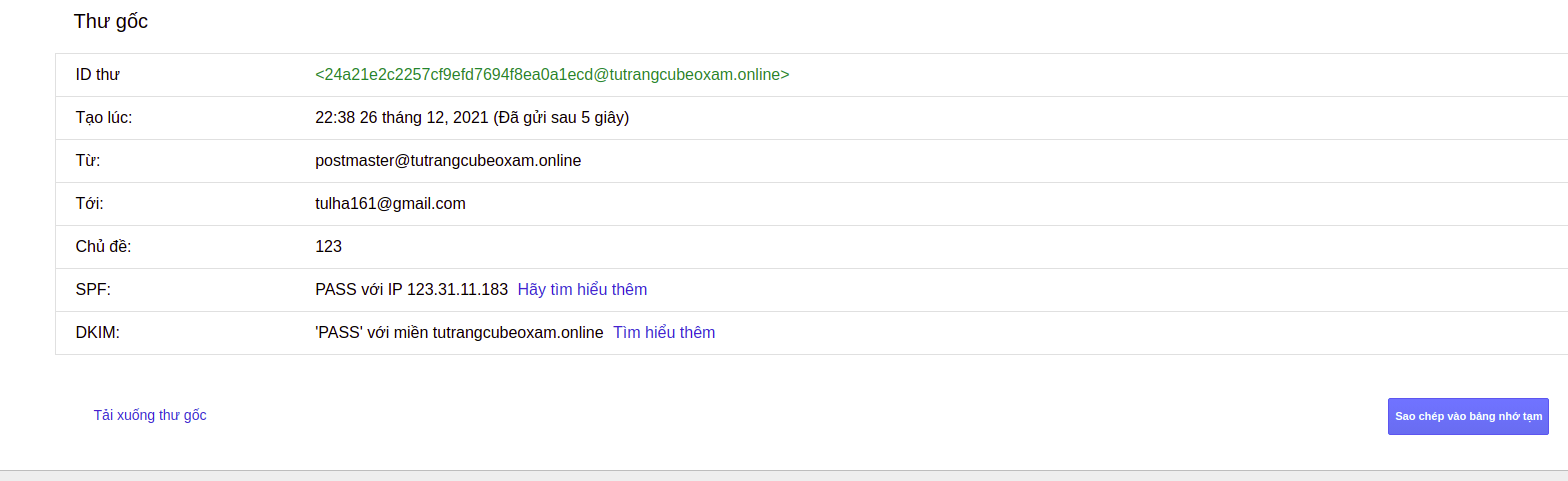 Thư gốc
ID thư <24a21e2c2257cf9efd7694f8ea0a1ecd@tutrangcubeoxam.online>
Tạo lúc: 22:38 26 tháng 12, 2021 (Đã gửi sau 5 giây)
Từ: postmaster@tutrangcubeoxam.online
Tới: tulha161@gmail.com
Chủ đề: 123
SPF: PASS với IP 123.31.11.183 Hãy tìm hiểu thêm
DKIM: 'PASS' với miền tutrangcubeoxam.online Tìm hiểu thêm
Tải xuống thư gốc Sao chép vào bảng nhớ tạm